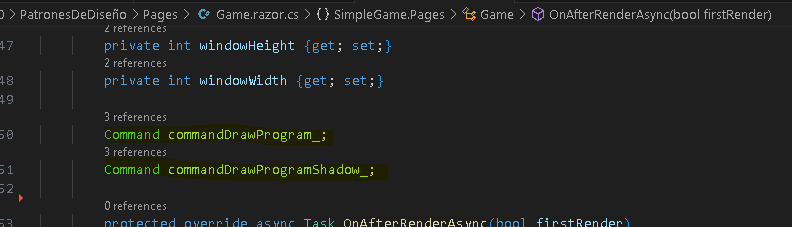 PatronesDeDiseño > Pages > Game.razor.cs > {} SimpleGame.Pages > Game > OnAfterRenderAsync(bool firstRender)
2 references
47 private int windowHeight {get; set;}
2 references
48 private int windowWidth {get; set;}
49
3 references
50 Command commandDrawProgram_;
3 references
51 Command commandDrawProgramShadow_;
52
0 references
53 protected override async Task OnAfterRenderAsync(bool firstRender)